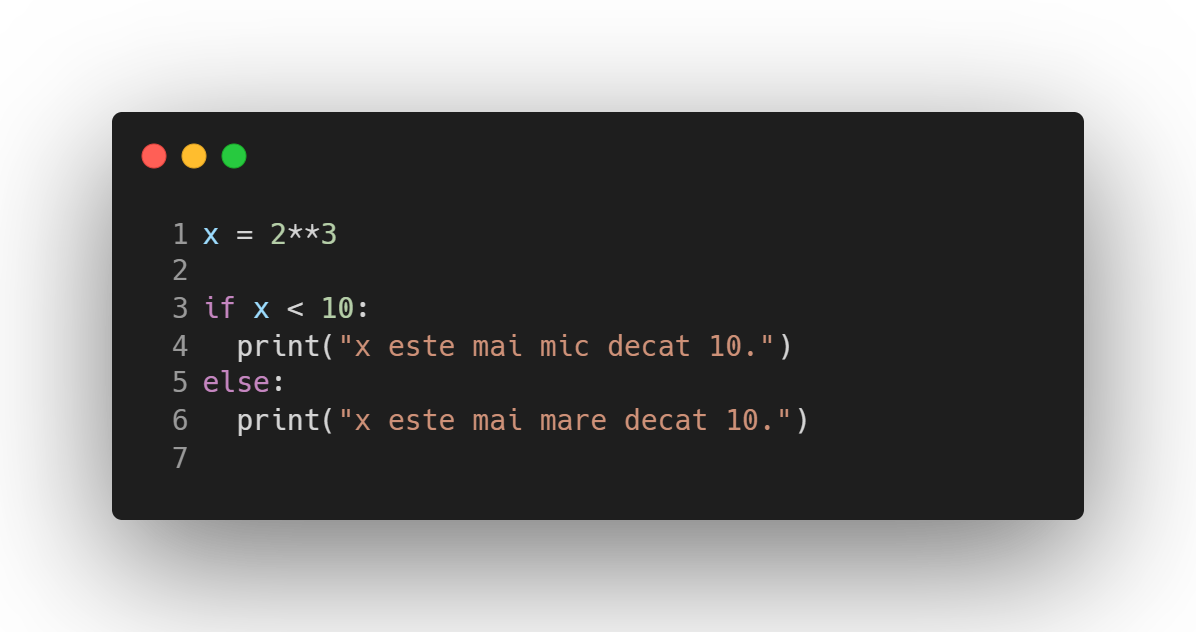 1 x = 2**3
2
3 if x < 10:
4   print("x este mai mic decat 10.")
5 else:
6   print("x este mai mare decat 10.")
7